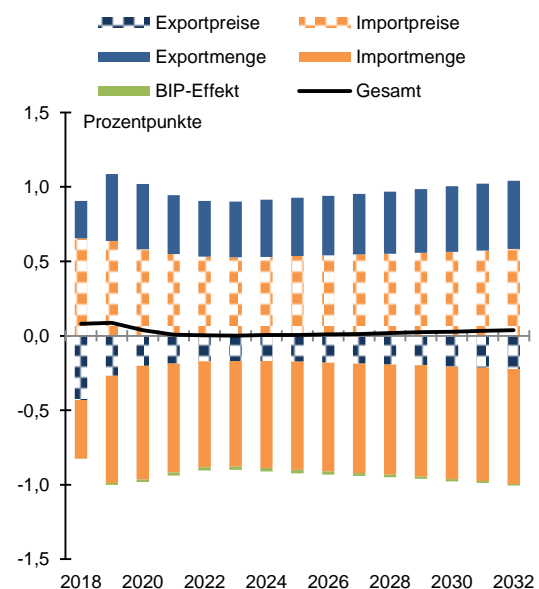 Exportpreise Importpreise
Exportmenge Importmenge
BIP-Effekt Gesamt
1,5
Prozentpunkte
1,0
0,5
0,0
-0,5
-1,0
-1,5
2018 2020 2022 2024 2026 2028 2030 2032